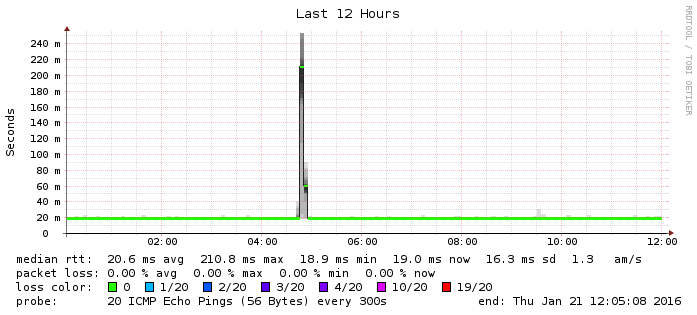 Last 12 Hours
RRDTOOL / TOBI OETIKER
Seconds
240 m
220 m
200 m
180 m
160 m
140 m
120 m
100 m
80 m
60 m
40 m
20 m
0
02:00 04:00 06:00 08:00 10:00 12:00
median rtt: 20.6 ms avg 210.8 ms max 18.9 ms min 19.0 ms now 16.3 ms sd 1.3 am/s
packet loss: 0.00 % avg 0.00 % max 0.00 % min 0.00 % now
loss color: 0 1/20 2/20 3/20 4/20 10/20 19/20
probe: 20 ICMP Echo Pings (56 Bytes) every 300s end: Thu Jan 21 12:05:08 2016